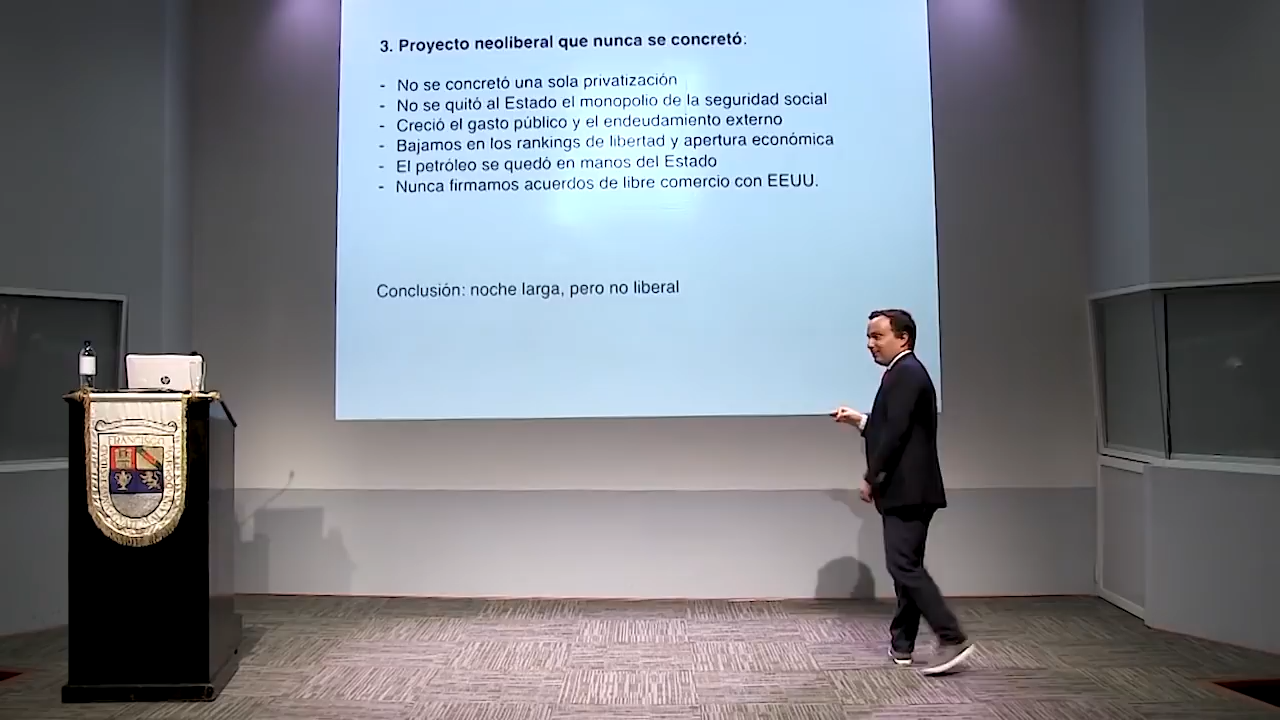 3. Proyecto neoliberal que nunca se concretó:
- No se concretó una sola privatización
- No se quitó al Estado el monopolio de la seguridad social
- Creció el gasto público y el endeudamiento externo
- Bajamos en los rankings de libertad y apertura económica
- El petróleo se quedó en manos del Estado
- Nunca firmamos acuerdos de libre comercio con EEUU.
Conclusión: noche larga, pero no liberal
hp
FRANCISCO